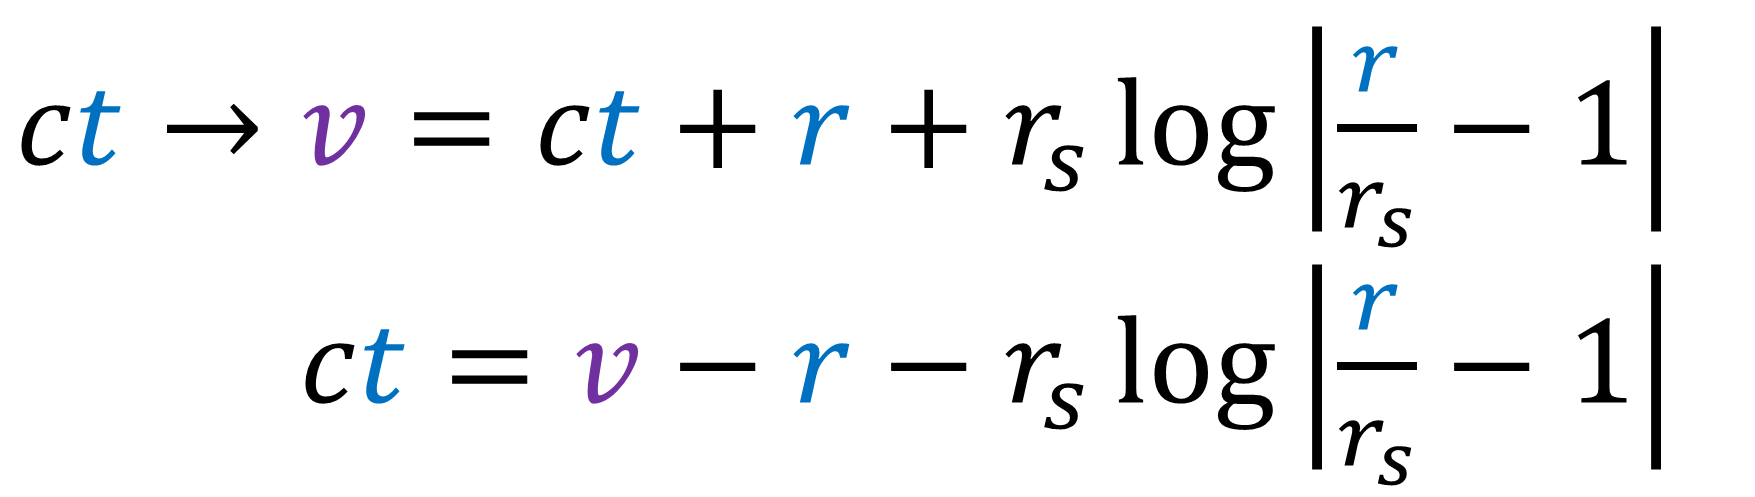 ct → v = ct + r + r_s log |r/r_s − 1|
ct = v − r − r_s log |r/r_s − 1|